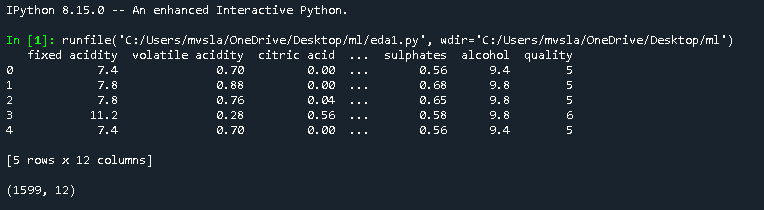 IPython 8.15.0 -- An enhanced Interactive Python.
In [1]: runfile('C:/Users/mvsla/OneDrive/Desktop/ml/eda1.py', wdir='C:/Users/mvsla/OneDrive/Desktop/ml')
fixed acidity volatile acidity citric acid ... sulphates alcohol quality
0 7.4 0.70 0.00 ... 0.56 9.4 5
1 7.8 0.88 0.00 ... 0.68 9.8 5
2 7.8 0.76 0.04 ... 0.65 9.8 5
3 11.2 0.28 0.56 ... 0.58 9.8 6
4 7.4 0.70 0.00 ... 0.56 9.4 5
[5 rows x 12 columns]
(1599, 12)